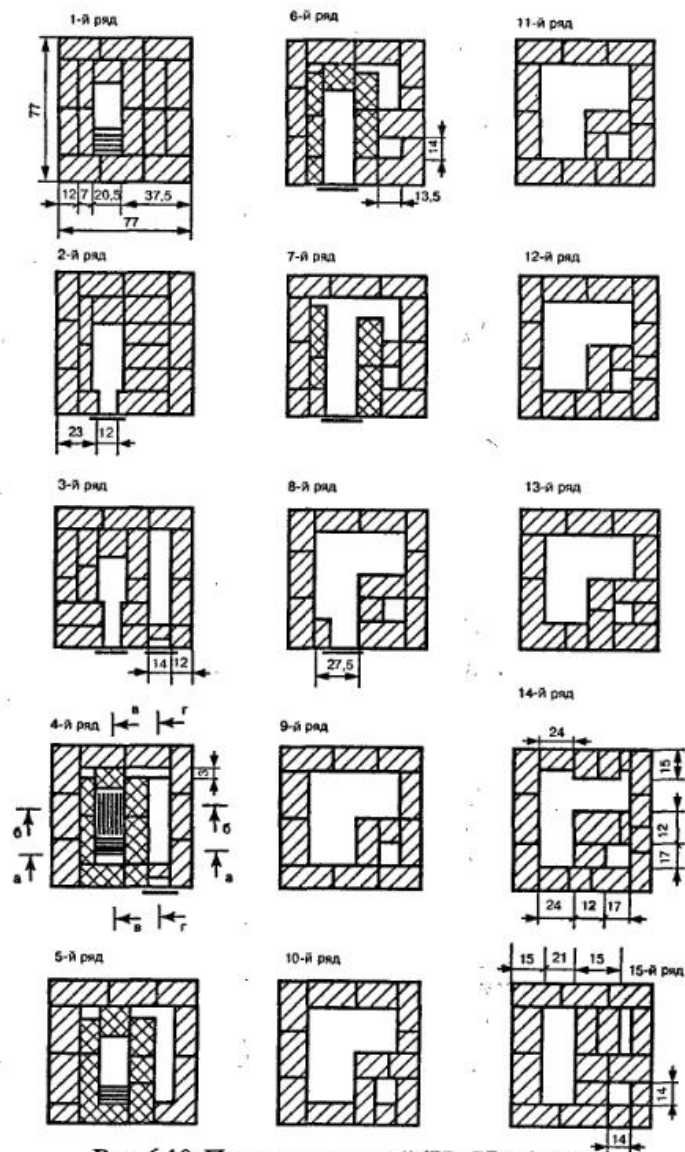 1-й ряд
77
12 7 20,5 37,5
77
2-й ряд
23 12
3-й ряд
14 12
4-й ряд
в г
3
б б
а а
в г
5-й ряд
6-й ряд
14
13,5
7-й ряд
8-й ряд
27,5
9-й ряд
10-й ряд
11-й ряд
12-й ряд
13-й ряд
14-й ряд
24
15
12
17
24 12 17
15 21 15
15-й ряд
14
14